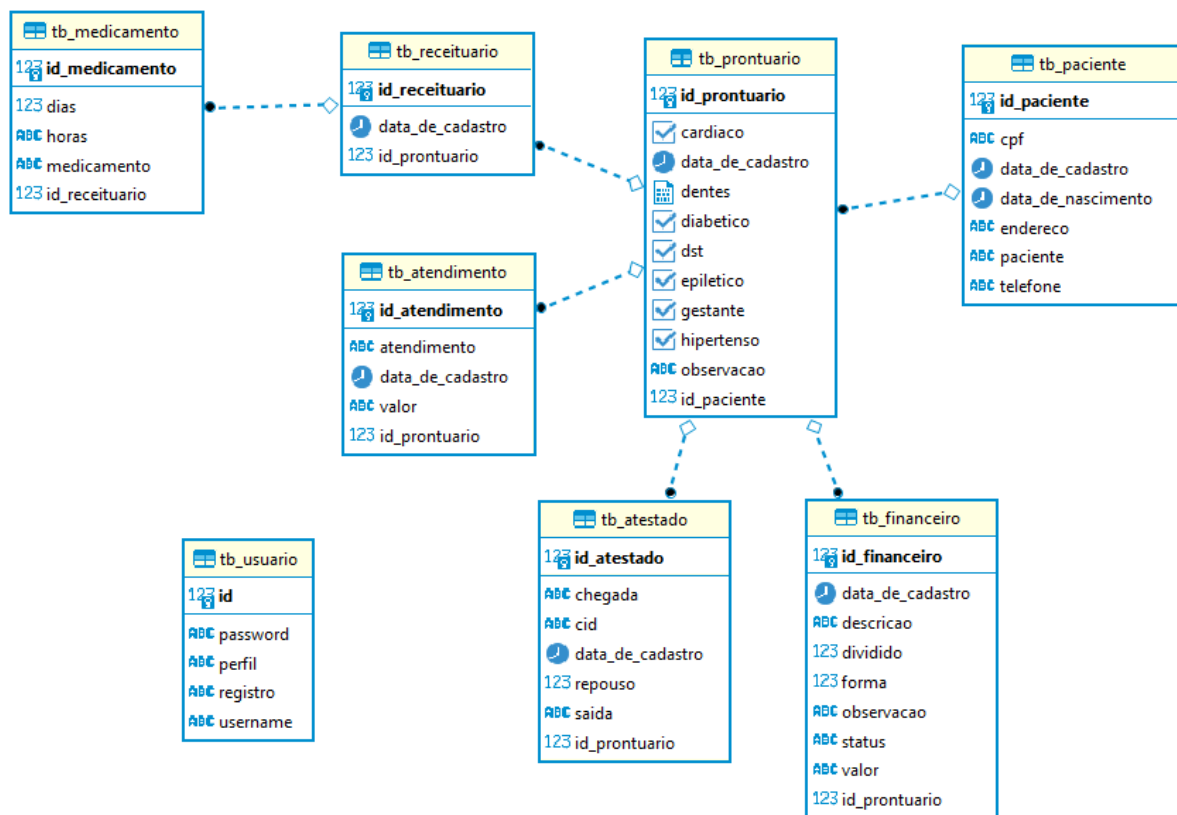 tb_medicamento
123 id_medicamento
123 dias
ABC horas
ABC medicamento
123 id_receituario
tb_receituario
123 id_receituario
data_de_cadastro
123 id_prontuario
tb_prontuario
123 id_prontuario
cardiaco
data_de_cadastro
dentes
diabetico
dst
epiletico
gestante
hipertenso
ABC observacao
123 id_paciente
tb_paciente
123 id_paciente
ABC cpf
data_de_cadastro
data_de_nascimento
ABC endereco
ABC paciente
ABC telefone
tb_atendimento
123 id_atendimento
ABC atendimento
data_de_cadastro
ABC valor
123 id_prontuario
tb_usuario
123 id
ABC password
ABC perfil
ABC registro
ABC username
tb_atestado
123 id_atestado
ABC chegada
ABC cid
data_de_cadastro
123 repouso
ABC saida
123 id_prontuario
tb_financeiro
123 id_financeiro
data_de_cadastro
ABC descricao
123 dividido
123 forma
ABC observacao
ABC status
ABC valor
123 id_prontuario